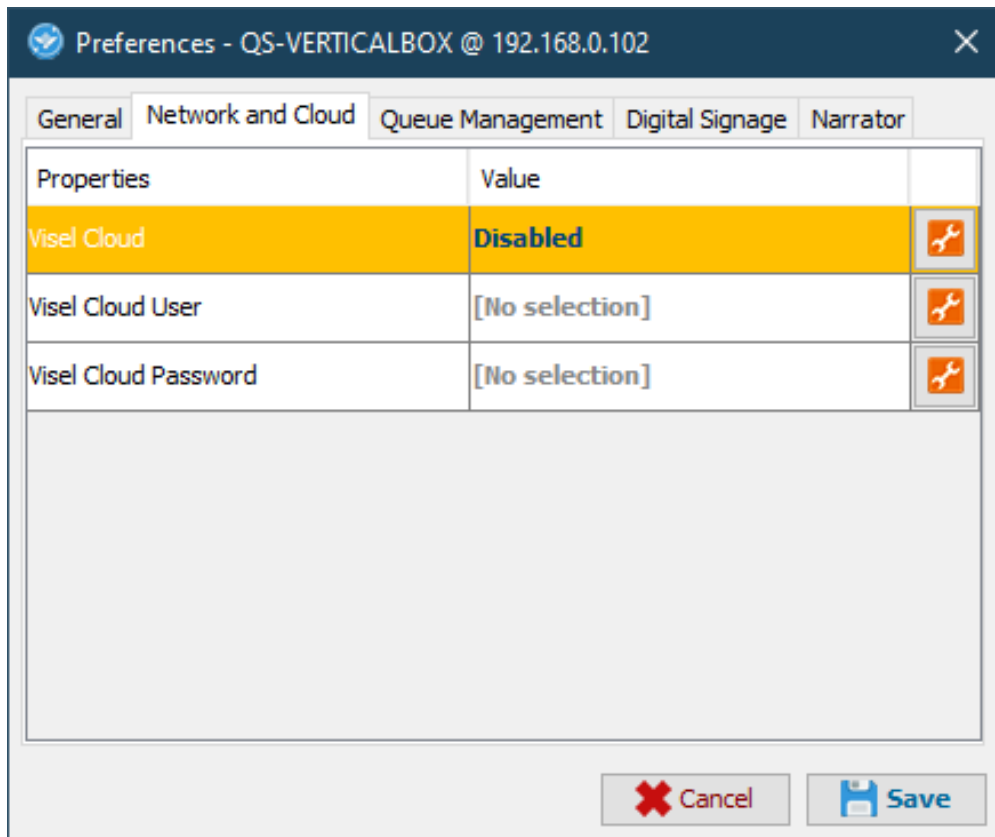 Preferences - QS-VERTICALBOX @ 192.168.0.102
General Network and Cloud Queue Management Digital Signage Narrator
Properties Value
Visel Cloud Disabled
Visel Cloud User [No selection]
Visel Cloud Password [No selection]
Cancel Save